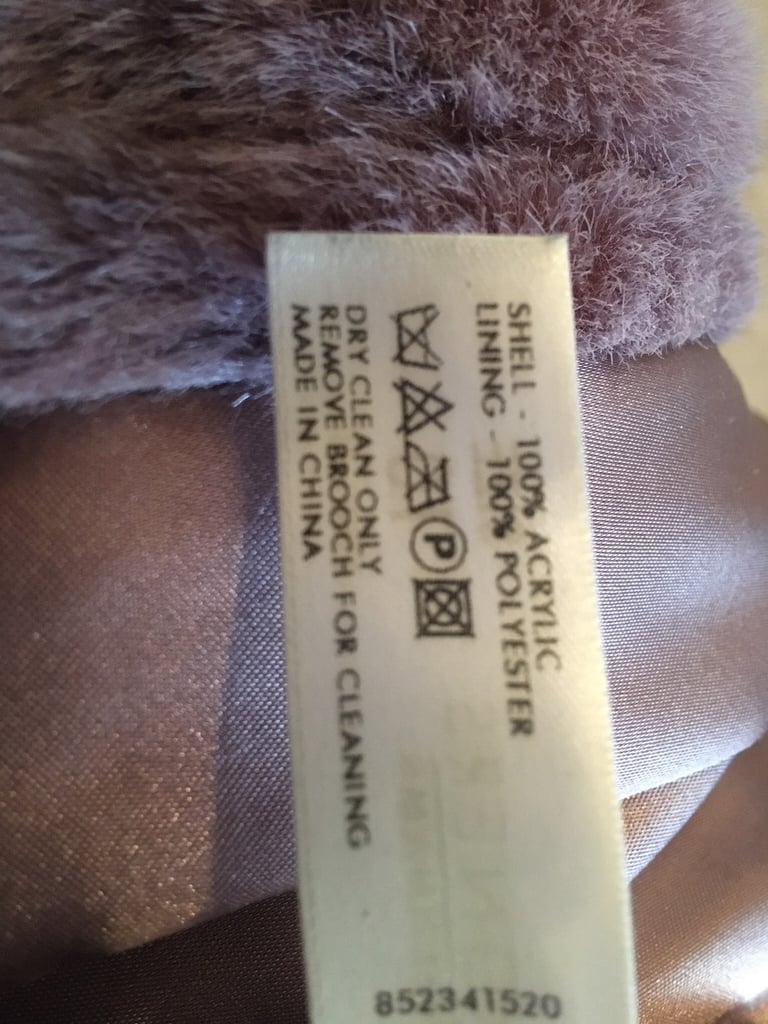 SHELL - 100% ACRYLIC
LINING - 100% POLYESTER
P
DRY CLEAN ONLY
REMOVE BROOCH FOR CLEANING
MADE IN CHINA
852341520